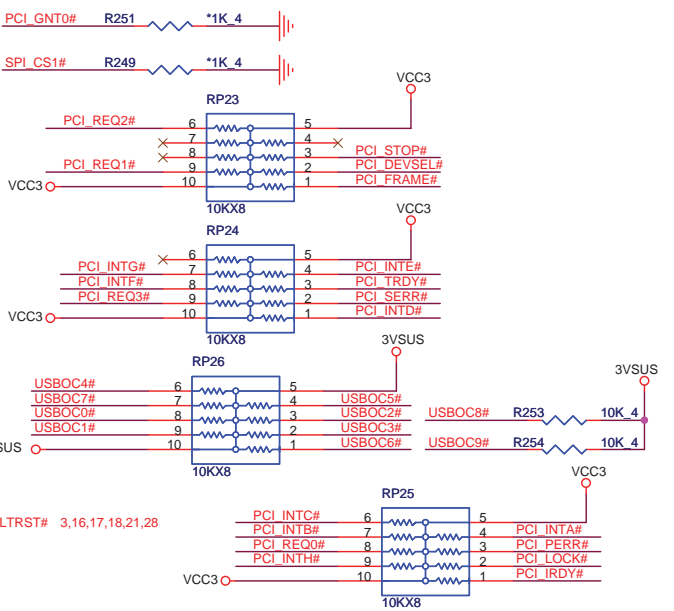 PCI_GNT0# R251 *1K_4
SPI_CS1# R249 *1K_4
VCC3
RP23
PCI_REQ2# 6 5
7 4
8 3 PCI_STOP#
PCI_REQ1# 9 2 PCI_DEVSEL#
VCC3 10 1 PCI_FRAME#
10KX8
VCC3
RP24
6 5
PCI_INTG# 7 4 PCI_INTE#
PCI_INTF# 8 3 PCI_TRDY#
PCI_REQ3# 9 2 PCI_SERR#
VCC3 10 1 PCI_INTD#
10KX8
3VSUS
RP26
USBOC4# 6 5
USBOC7# 7 4 USBOC5#
USBOC0# 8 3 USBOC2#
USBOC1# 9 2 USBOC3#
SUS 10 1 USBOC6#
10KX8
3VSUS
USBOC8# R253 10K_4
USBOC9# R254 10K_4
VCC3
RP25
LTRST# 3,16,17,18,21,28
PCI_INTC# 6 5
PCI_INTB# 7 4 PCI_INTA#
PCI_REQ0# 8 3 PCI_PERR#
PCI_INTH# 9 2 PCI_LOCK#
VCC3 10 1 PCI_IRDY#
10KX8